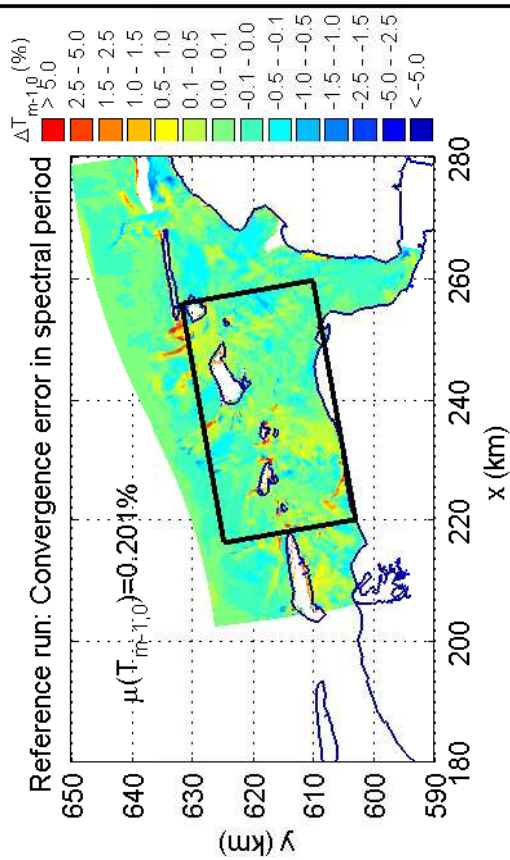 Reference run: Convergence error in spectral period
μ(Tm-1,0)=0.201%
650
640
630
620
610
600
590
y (km)
180
200
220
240
260
280
x (km)
ΔTm-1,0 (%)
> 5.0
2.5 - 5.0
1.5 - 2.5
1.0 - 1.5
0.5 - 1.0
0.1 - 0.5
0.0 - 0.1
-0.1 - 0.0
-0.5 - -0.1
-1.0 - -0.5
-1.5 - -1.0
-2.5 - -1.5
-5.0 - -2.5
< -5.0